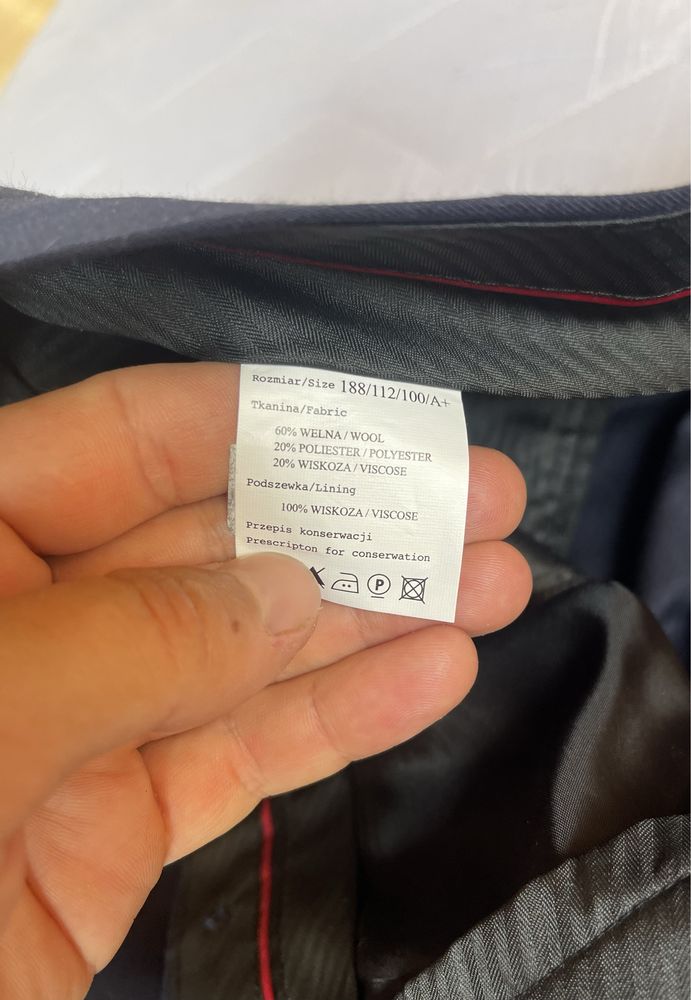 Rozmiar/Size 188/112/100/A+
Tkanina/Fabric
60% WELNA / WOOL
20% POLIESTER / POLYESTER
20% WISKOZA / VISCOSE
Podszewka/Lining
100% WISKOZA / VISCOSE
Przepis konserwacji
Prescripton for conserwation
P